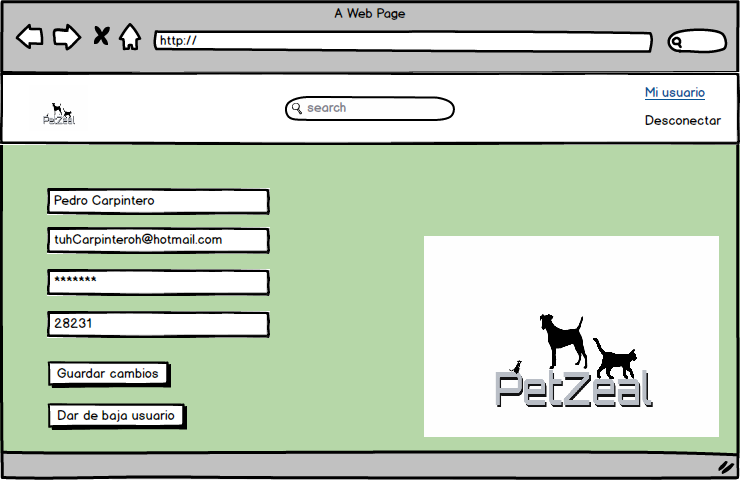 A Web Page
http://
PetZeal
search
Mi usuario
Desconectar
Pedro Carpintero
tuhCarpinteroh@hotmail.com
*******
28231
Guardar cambios
Dar de baja usuario
PetZeal